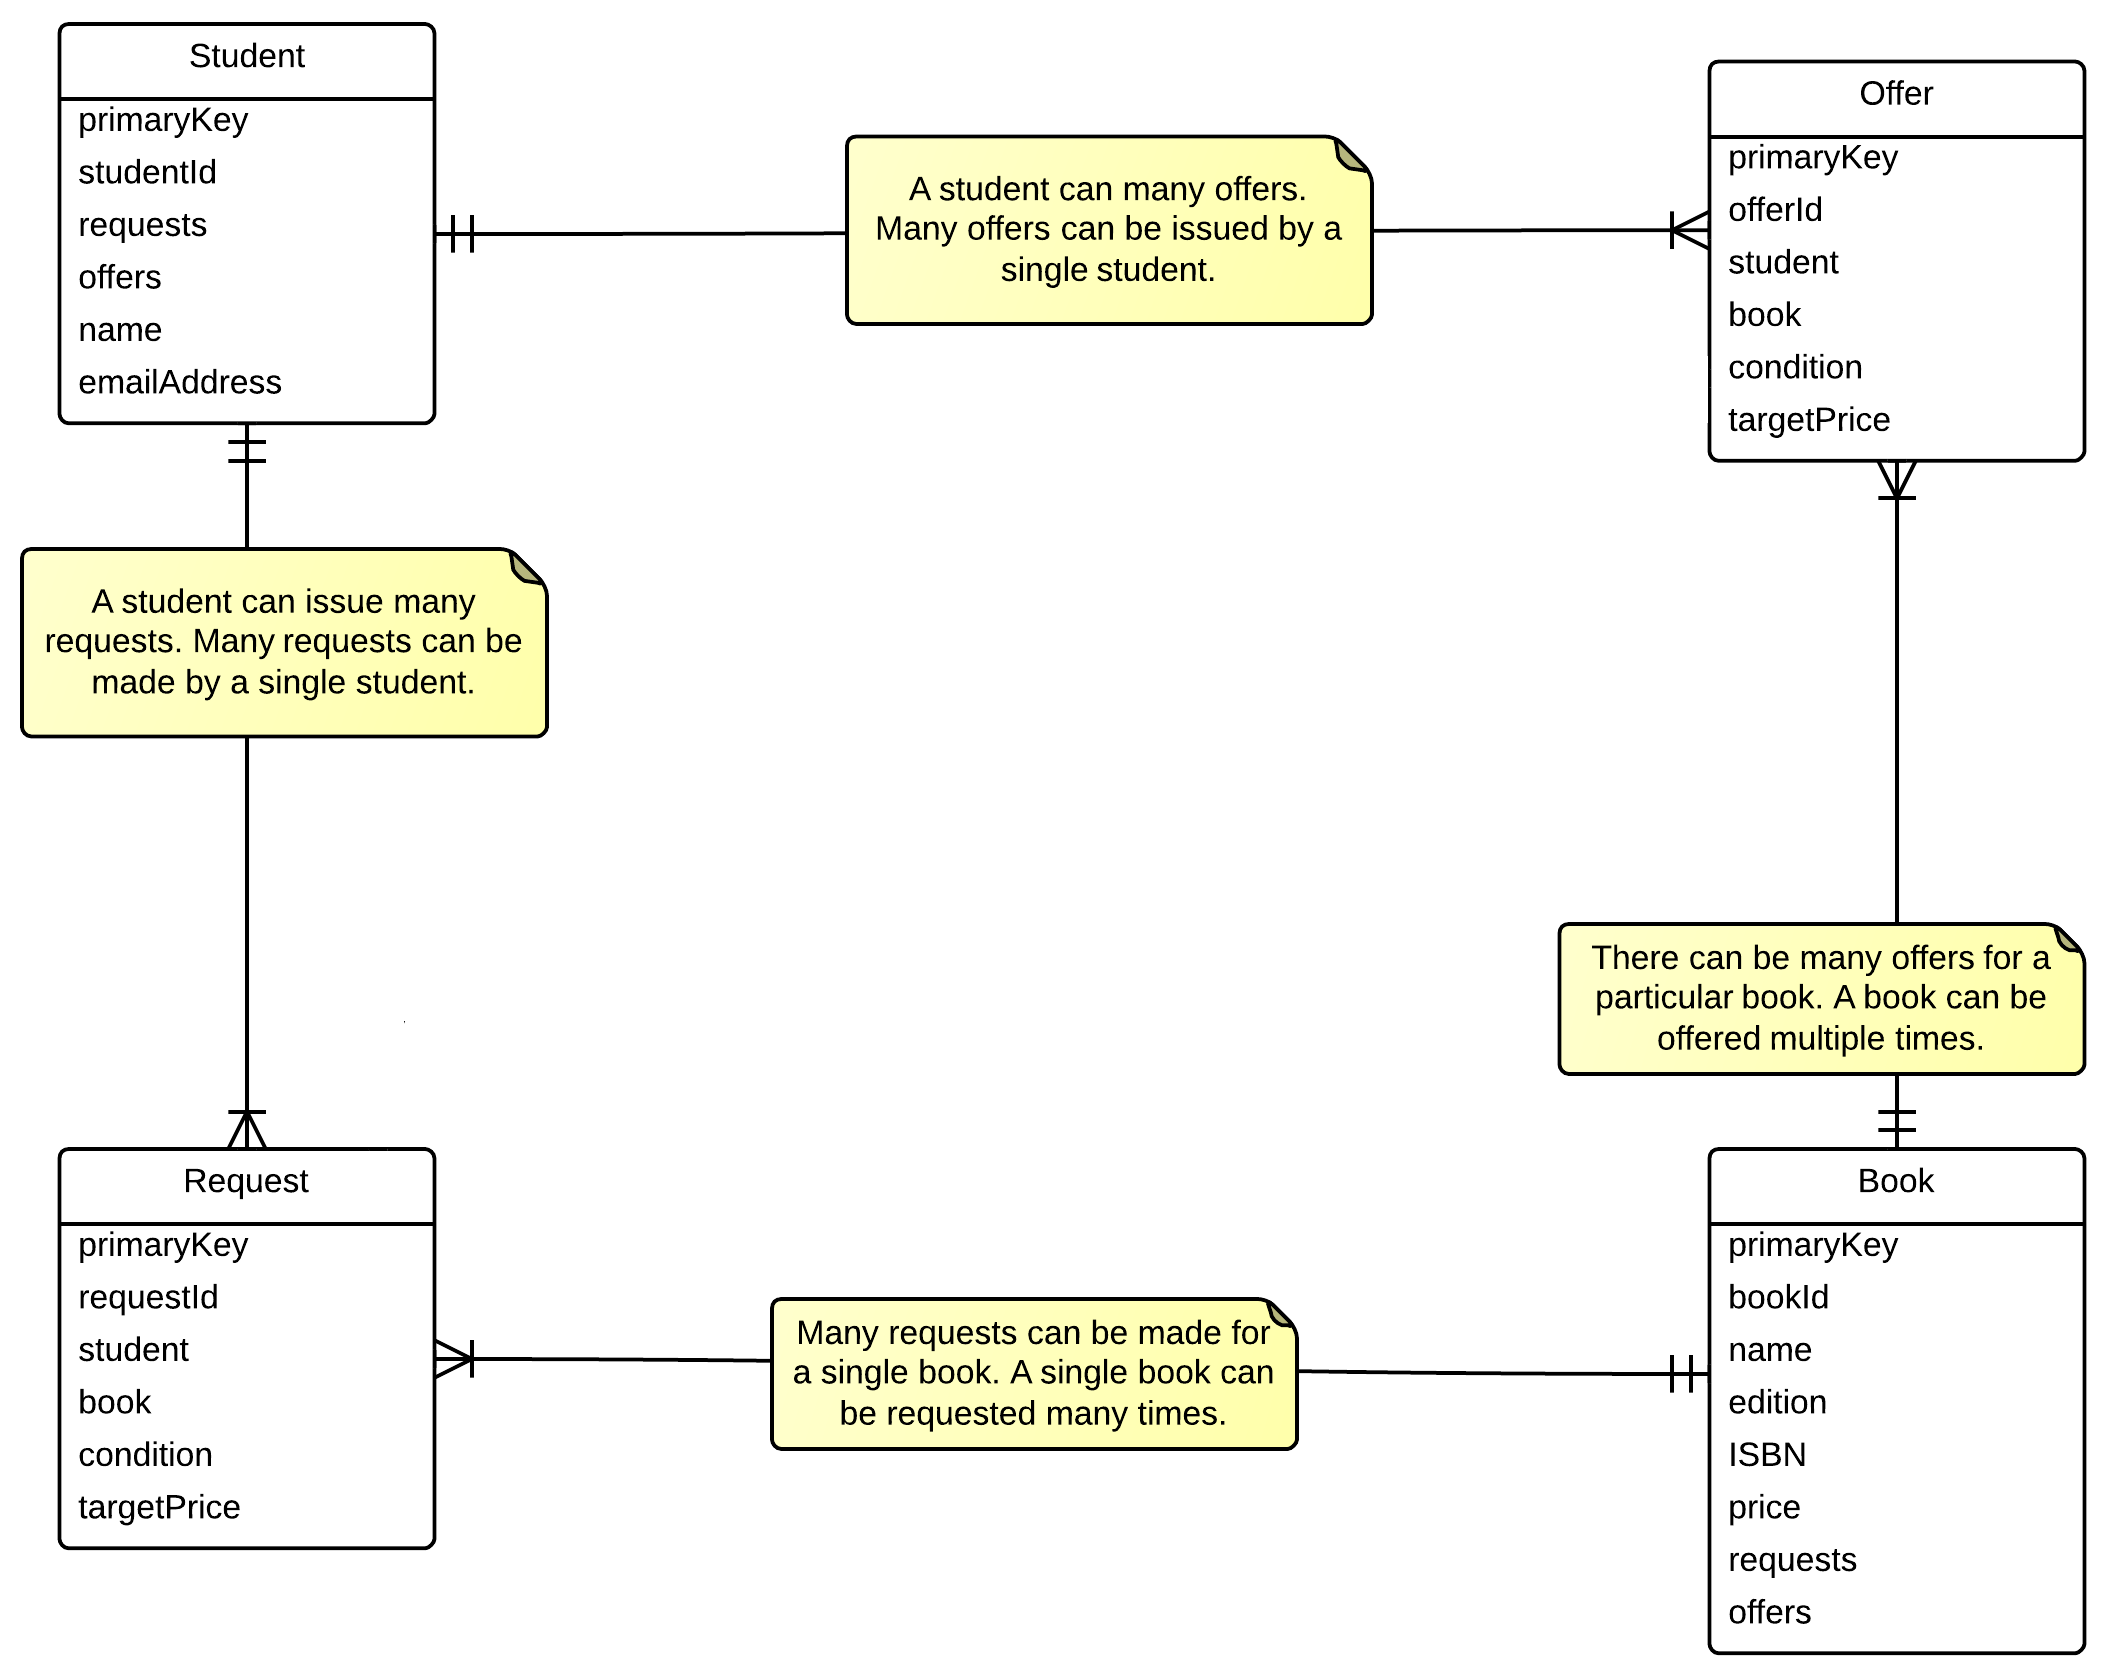 Student
primaryKey
studentId
requests
offers
name
emailAddress
A student can many offers.
Many offers can be issued by a
single student.
Offer
primaryKey
offerId
student
book
condition
targetPrice
A student can issue many
requests. Many requests can be
made by a single student.
There can be many offers for a
particular book. A book can be
offered multiple times.
Request
primaryKey
requestId
student
book
condition
targetPrice
Many requests can be made for
a single book. A single book can
be requested many times.
Book
primaryKey
bookId
name
edition
ISBN
price
requests
offers